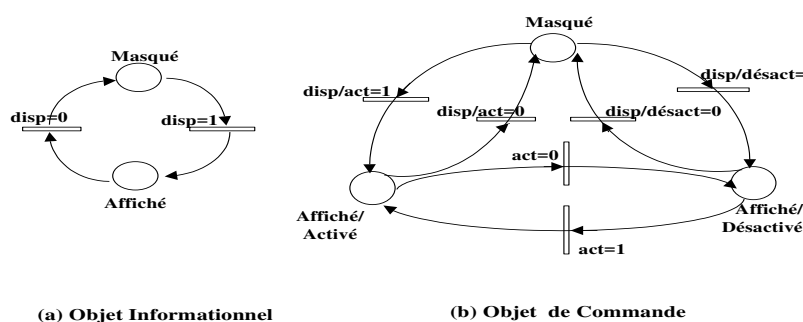 Masqué
disp=0
disp=1
Affiché
(a) Objet Informationnel
Masqué
disp/act=1
disp/act=0
disp/désact=0
disp/désact=
act=0
Affiché/
Activé
Affiché/
Désactivé
act=1
(b) Objet de Commande